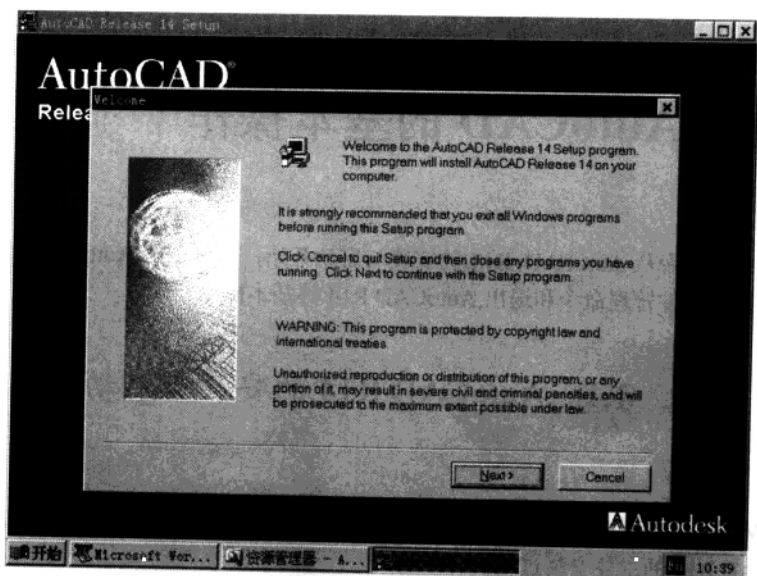 AutoCAD Release 14 Setup
AutoCAD®
Relea
Welcome
Welcome to the AutoCAD Release 14 Setup program.
This program will install AutoCAD Release 14 on your
computer.
It is strongly recommended that you exit all Windows programs
before running this Setup program.
Click Cancel to quit Setup and then close any programs you have
running. Click Next to continue with the Setup program.
WARNING: This program is protected by copyright law and
international treaties.
Unauthorized reproduction or distribution of this program, or any
portion of it, may result in severe civil and criminal penalties, and will
be prosecuted to the maximum extent possible under law.
Next >
Cancel
Autodesk
开始
Microsoft Wor...
资源管理器 - A...
En
10:39